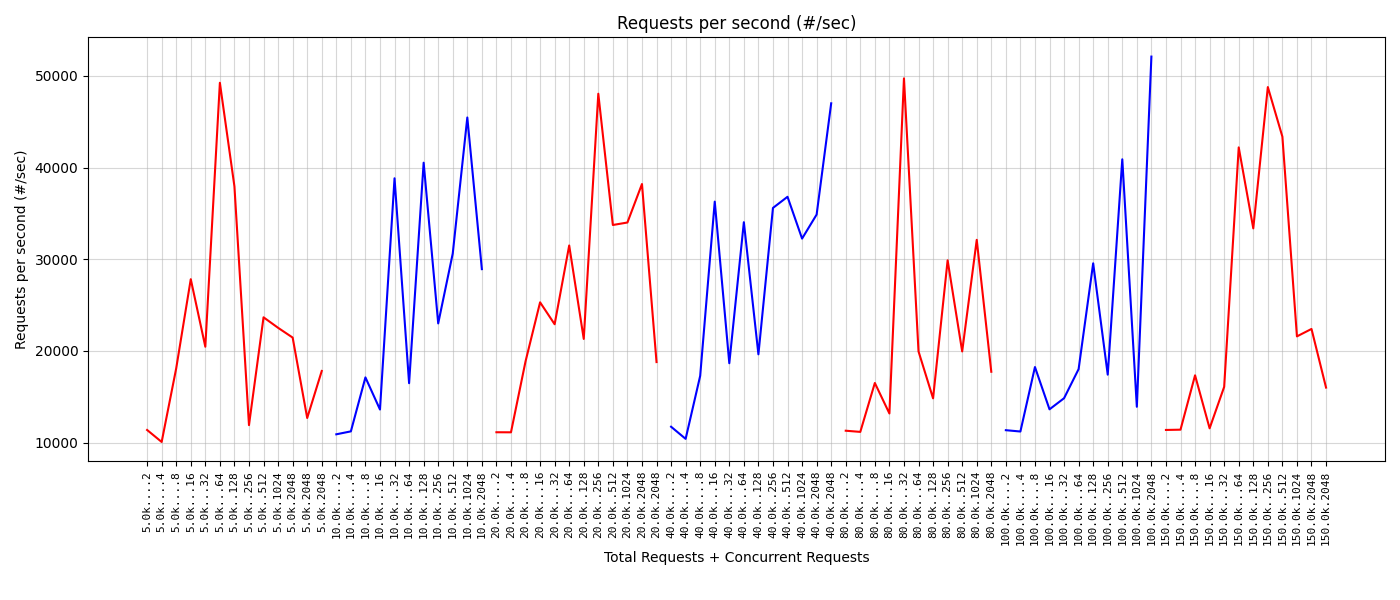 Requests per second (#/sec)
Requests per second (#/sec)
50000
40000
30000
20000
10000
5.0k....2
5.0k....4
5.0k....8
5.0k...16
5.0k...32
5.0k...64
5.0k..128
5.0k..256
5.0k..512
5.0k.1024
5.0k.2048
5.0k.2048
5.0k.2048
10.0k....2
10.0k....4
10.0k....8
10.0k...16
10.0k...32
10.0k...64
10.0k..128
10.0k..256
10.0k..512
10.0k.1024
10.0k.2048
20.0k....2
20.0k....4
20.0k....8
20.0k...16
20.0k...32
20.0k...64
20.0k..128
20.0k..256
20.0k..512
20.0k.1024
20.0k.2048
20.0k.2048
40.0k....2
40.0k....4
40.0k....8
40.0k...16
40.0k...32
40.0k...64
40.0k..128
40.0k..256
40.0k..512
40.0k.1024
40.0k.2048
40.0k.2048
80.0k....2
80.0k....4
80.0k....8
80.0k...16
80.0k...32
80.0k...64
80.0k..128
80.0k..256
80.0k..512
80.0k.1024
80.0k.2048
100.0k....2
100.0k....4
100.0k....8
100.0k...16
100.0k...32
100.0k...64
100.0k..128
100.0k..256
100.0k..512
100.0k.1024
100.0k.2048
150.0k....2
150.0k....4
150.0k....8
150.0k...16
150.0k...32
150.0k...64
150.0k..128
150.0k..256
150.0k..512
150.0k.1024
150.0k.2048
150.0k.2048
Total Requests + Concurrent Requests